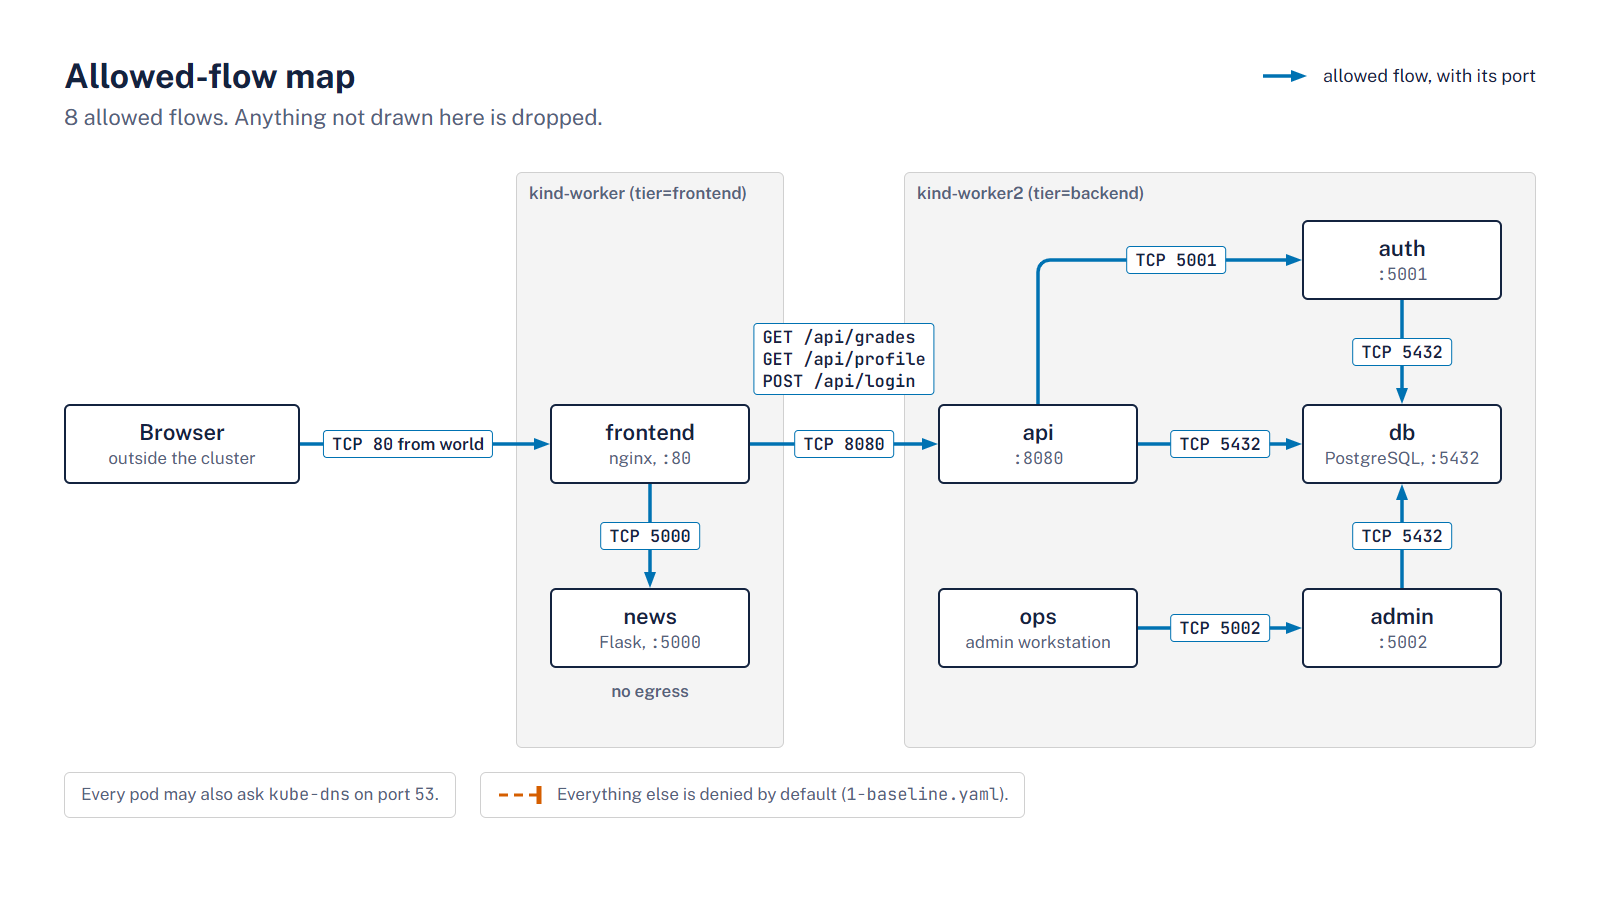 Allowed-flow map
8 allowed flows. Anything not drawn here is dropped.
allowed flow, with its port
kind-worker (tier=frontend)
kind-worker2 (tier=backend)
auth
:5001
TCP 5001
GET /api/grades
GET /api/profile
POST /api/login
TCP 5432
Browser
outside the cluster
TCP 80 from world
frontend
nginx, :80
TCP 8080
api
:8080
TCP 5432
db
PostgreSQL, :5432
TCP 5000
TCP 5432
news
Flask, :5000
no egress
ops
admin workstation
TCP 5002
admin
:5002
Every pod may also ask kube-dns on port 53.
Everything else is denied by default (1-baseline.yaml).